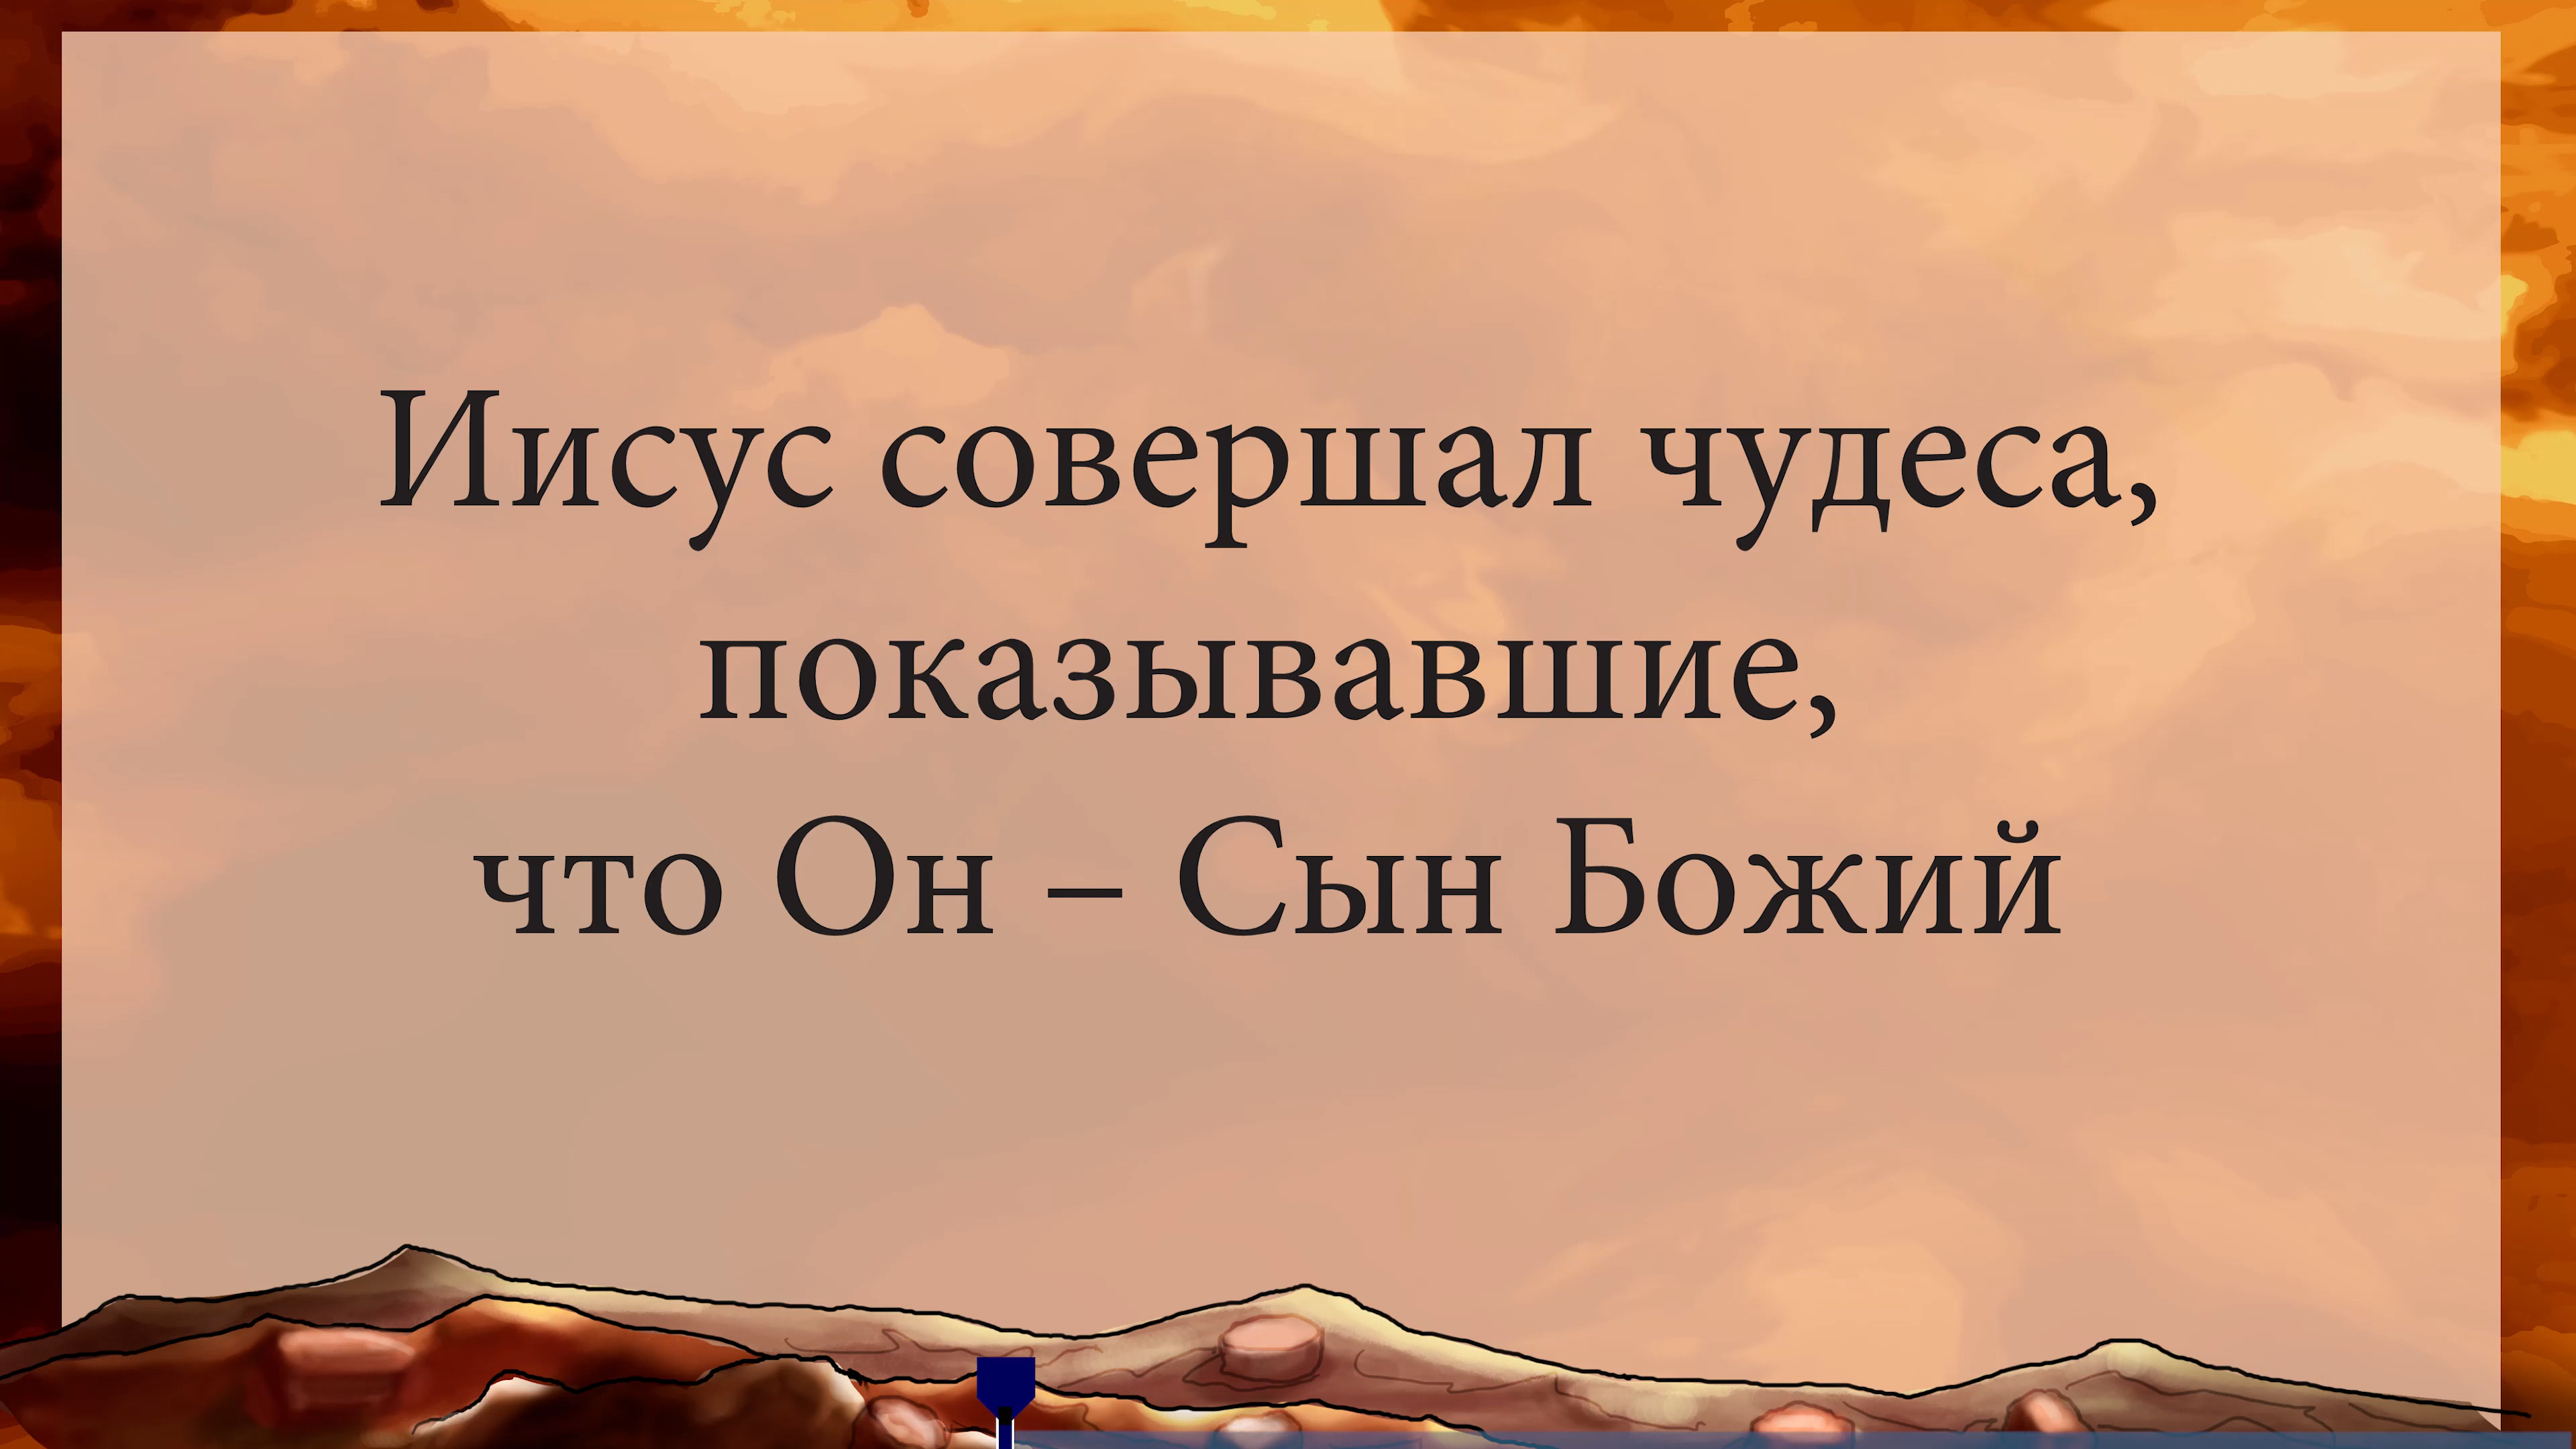 Иисус совершал чудеса,
показывавшие,
что Он – Сын Божий